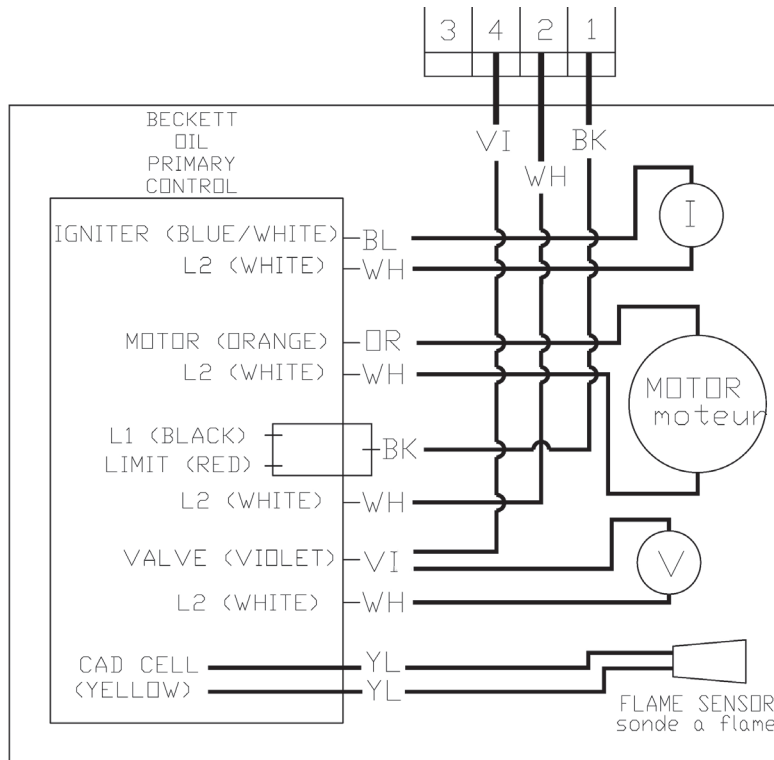 3 4 2 1
BECKETT
OIL
PRIMARY
CONTROL
VI
BK
WH
IGNITER (BLUE/WHITE)
BL
I
L2 (WHITE)
WH
MOTOR (ORANGE)
OR
L2 (WHITE)
WH
MOTOR
moteur
L1 (BLACK)
BK
LIMIT (RED)
L2 (WHITE)
WH
VALVE (VIOLET)
VI
V
L2 (WHITE)
WH
CAD CELL
YL
(YELLOW)
YL
FLAME SENSOR
sonde a flame